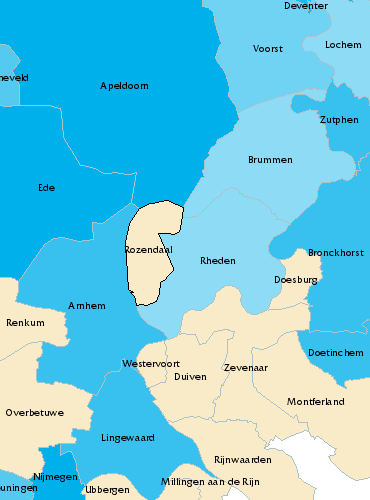 Deventer
Voorst
Lochem
neveld
Apeldoorn
Zutphen
Brummen
Ede
Rozendaal
Rheden
Bronckhorst
Doesburg
Arnhem
Renkum
Doetinchem
Westervoort
Duiven
Zevenaar
Montferland
Overbetuwe
Lingewaard
Rijnwaarden
Nijmegen
Millingen aan de Rijn
uningen
Ubbergen